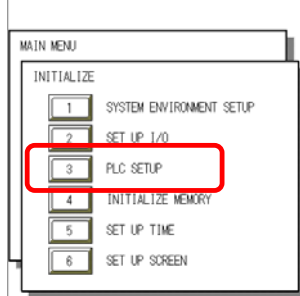 MAIN MENU
INITIALIZE
1 SYSTEM ENVIRONMENT SETUP
2 SET UP I/O
3 PLC SETUP
4 INITIALIZE MEMORY
5 SET UP TIME
6 SET UP SCREEN